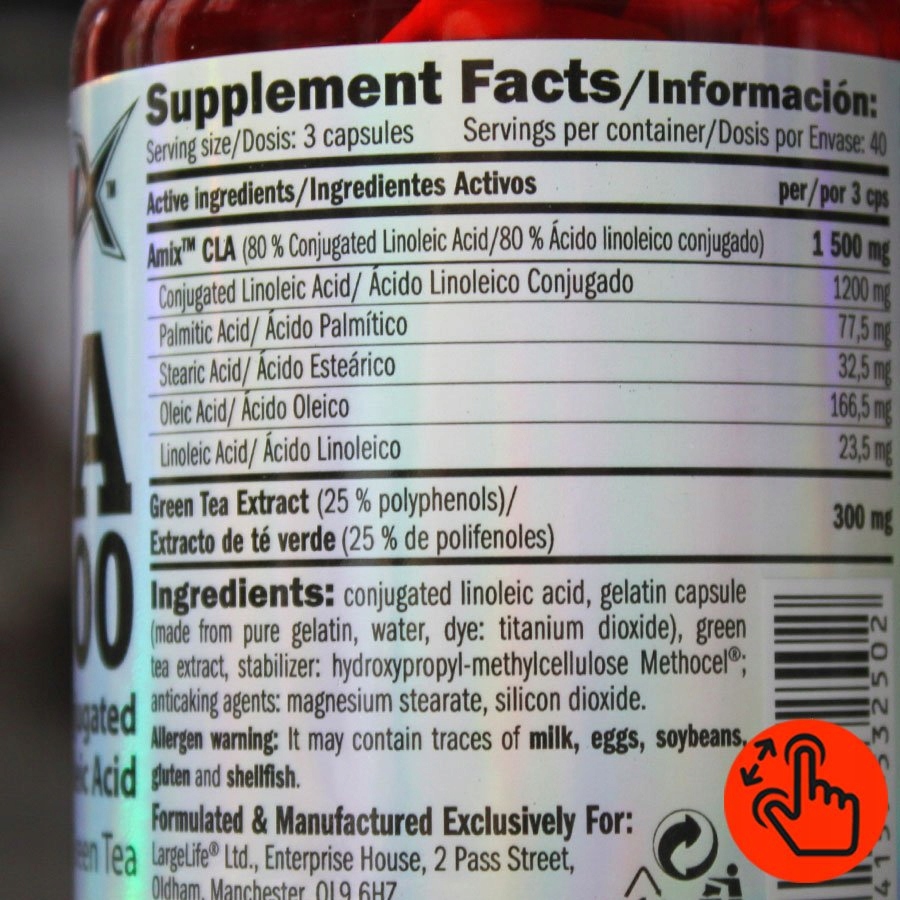 Supplement Facts/Información:
Serving size/Dosis: 3 capsules Servings per container/Dosis por Envase: 40
Active ingredients/Ingredientes Activos per/por 3 cps
Amix™ CLA (80 % Conjugated Linoleic Acid/80 % Ácido linoleico conjugado) 1 500 mg
Conjugated Linoleic Acid/ Ácido Linoleico Conjugado 1200 mg
Palmitic Acid/ Ácido Palmítico 77,5 mg
Stearic Acid/ Ácido Esteárico 32,5 mg
Oleic Acid/ Ácido Oleico 166,5 mg
Linoleic Acid/ Ácido Linoleico 23,5 mg
Green Tea Extract (25 % polyphenols)/
Extracto de té verde (25 % de polifenoles) 300 mg
Ingredients: conjugated linoleic acid, gelatin capsule
(made from pure gelatin, water, dye: titanium dioxide), green
tea extract, stabilizer: hydroxypropyl-methylcellulose Methocel®;
anticaking agents: magnesium stearate, silicon dioxide.
Allergen warning: It may contain traces of milk, eggs, soybeans,
gluten and shellfish.
Formulated & Manufactured Exclusively For:
LargeLife® Ltd., Enterprise House, 2 Pass Street,
Oldham, Manchester, OL9 6HZ
X™
A
00
Acid
Tea